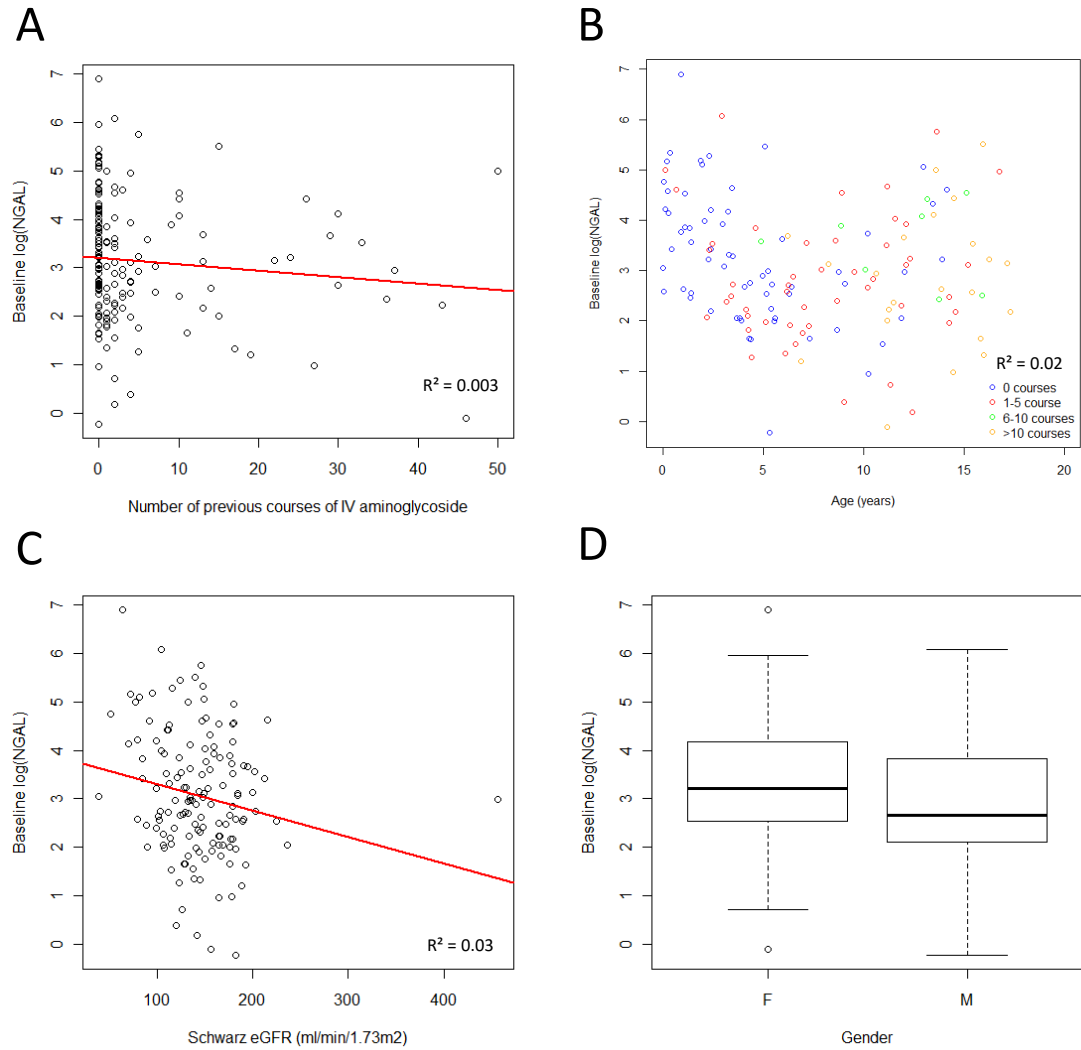 A
B
7
6
5
4
3
2
1
0
Baseline log(NGAL)
R² = 0.003
0
10
20
30
40
50
Number of previous courses of IV aminoglycoside
7
6
5
4
3
2
1
0
Baseline log(NGAL)
R² = 0.02
0 courses
1-5 course
6-10 courses
>10 courses
0
5
10
15
20
Age (years)
C
D
7
6
5
4
3
2
1
0
Baseline log(NGAL)
R² = 0.03
100
200
300
400
Schwarz eGFR (ml/min/1.73m2)
7
6
5
4
3
2
1
0
Baseline log(NGAL)
F
M
Gender